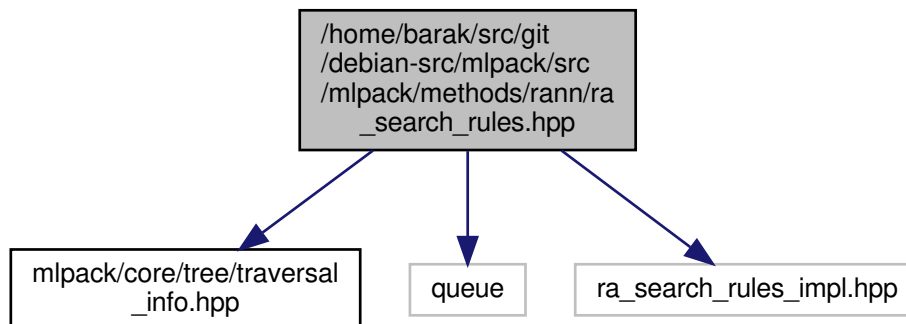 /home/barak/src/git
/debian-src/mlpack/src
/mlpack/methods/rann/ra
_search_rules.hpp
mlpack/core/tree/traversal
_info.hpp
queue
ra_search_rules_impl.hpp